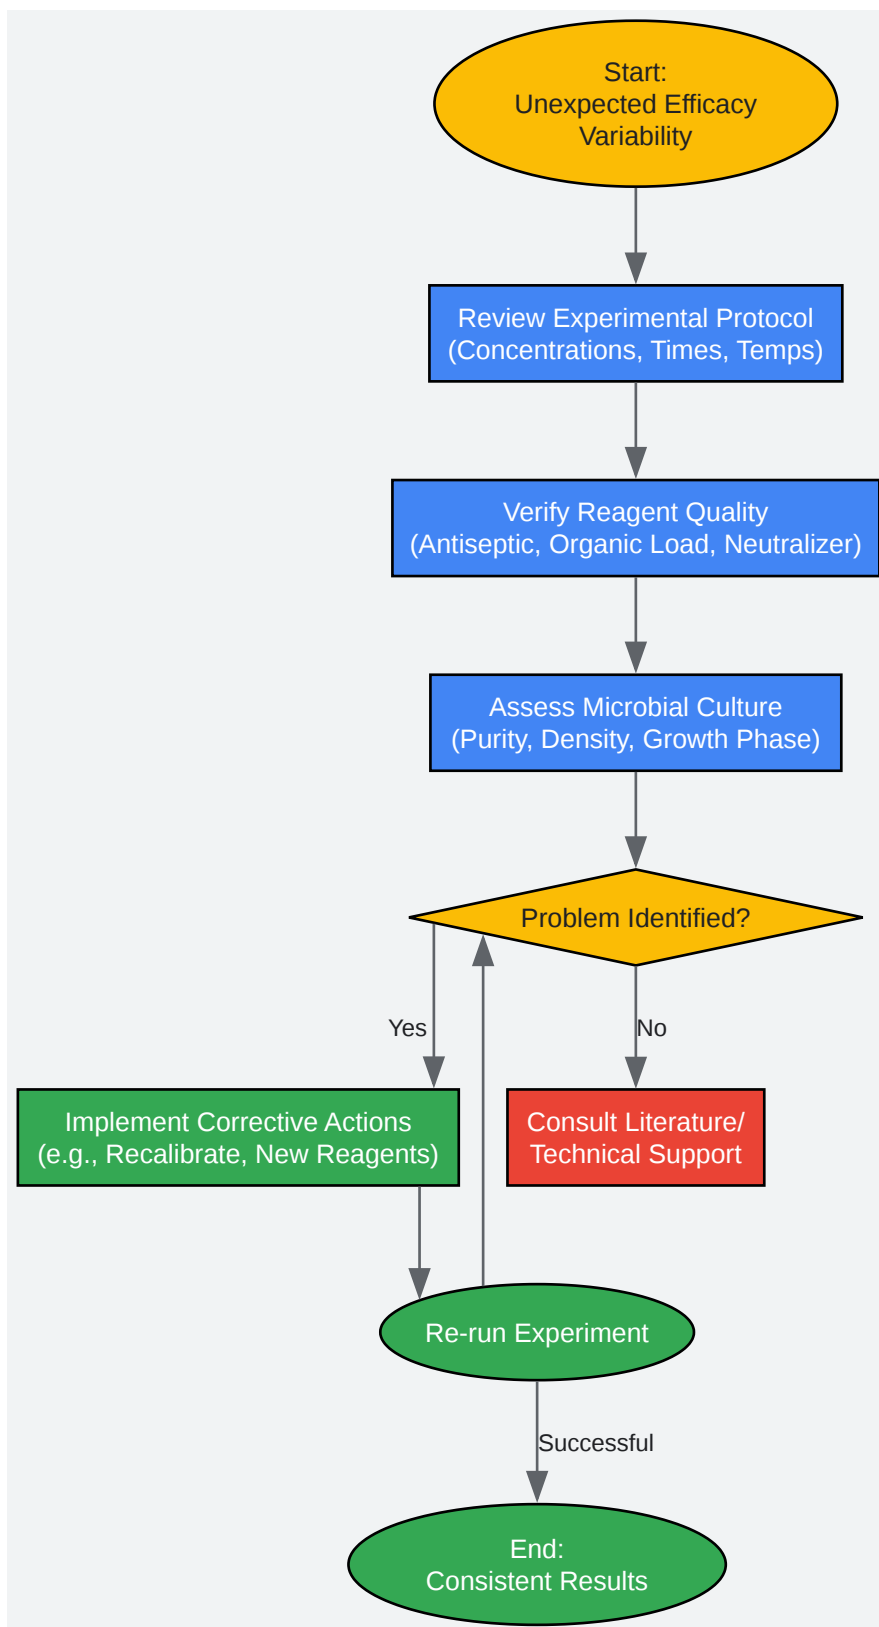 Start:
Unexpected Efficacy
Variability
Review Experimental Protocol
(Concentrations, Times, Temps)
Verify Reagent Quality
(Antiseptic, Organic Load, Neutralizer)
Assess Microbial Culture
(Purity, Density, Growth Phase)
Problem Identified?
Yes
No
Implement Corrective Actions
(e.g., Recalibrate, New Reagents)
Consult Literature/
Technical Support
Re-run Experiment
Successful
End:
Consistent Results